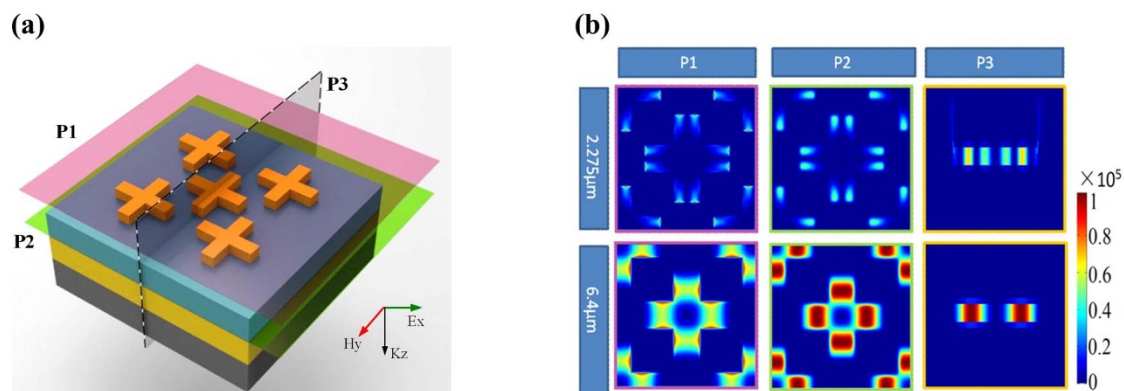 (a)
P3
P1
P2
Ex
Hy
Kz
(b)
P1 P2 P3
2.275μm
6.4μm
×10⁵
1
0.8
0.6
0.4
0.2
0